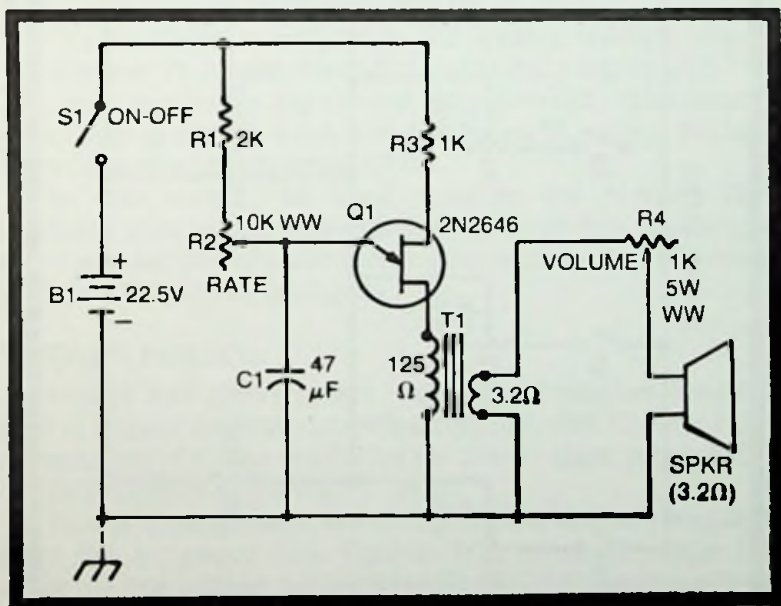 S1 ON-OFF
R1 2K
R3 1K
Q1
10K WW
2N2646
R2
RATE
R4
VOLUME
1K
5W
WW
B1 22.5V
+
−
T1
C1 47
µF
125
Ω
3.2Ω
SPKR
(3.2Ω)